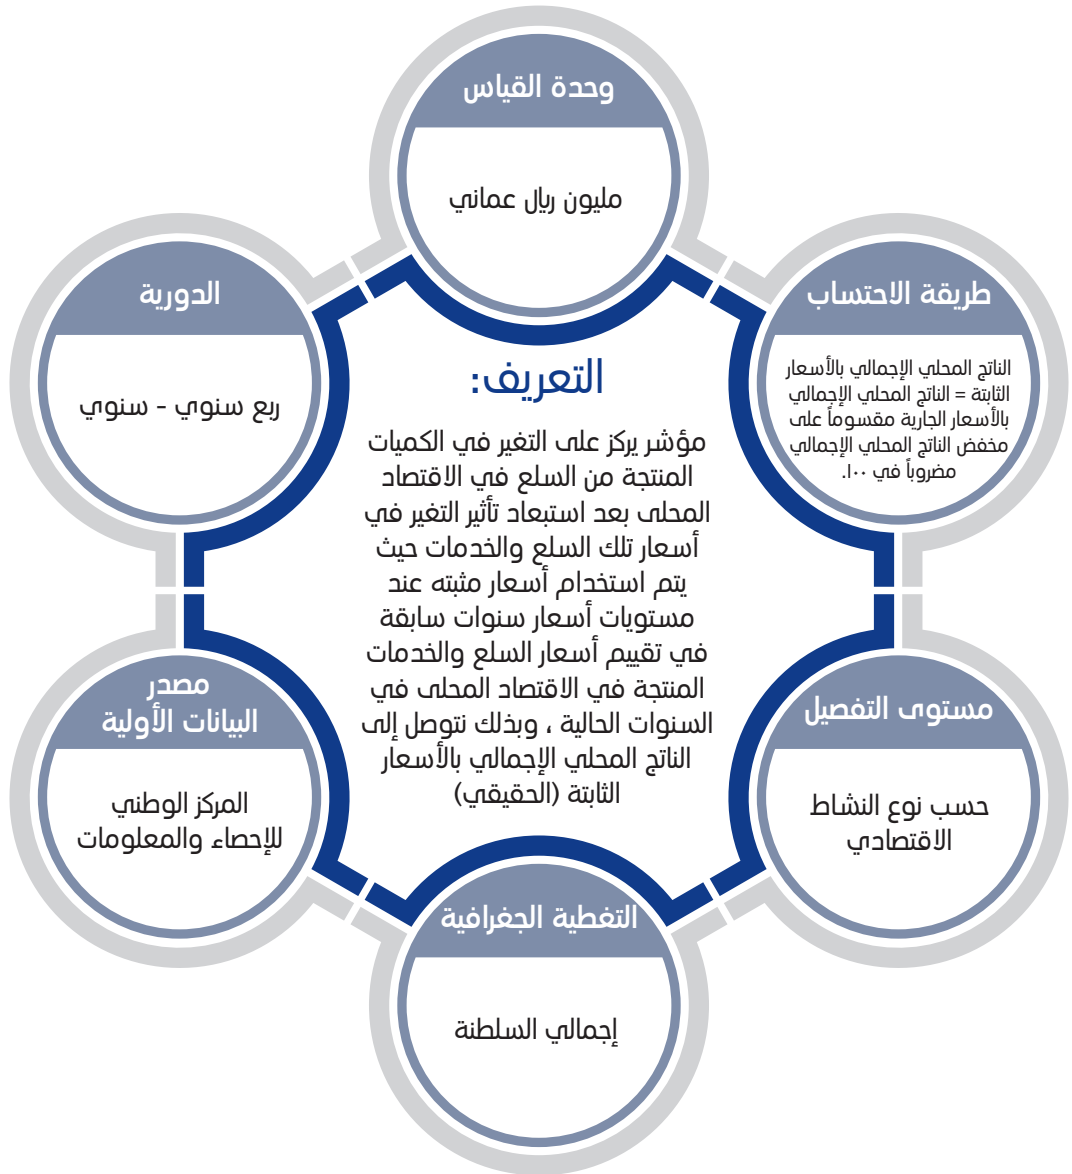 وحدة القياس
مليون ريال عماني
طريقة الاحتساب
الناتج المحلي الإجمالي بالأسعار
الثابتة = الناتج المحلي الإجمالي
بالأسعار الجارية مقسوماً على
مخفض الناتج المحلي الإجمالي
مضروباً في ١٠٠.
الدورية
ربع سنوي - سنوي
التعريف:
مؤشر يركز على التغير في الكميات
المنتجة من السلع في الاقتصاد
المحلى بعد استبعاد تأثير التغير في
أسعار تلك السلع والخدمات حيث
يتم استخدام أسعار مثبته عند
مستويات أسعار سنوات سابقة
في تقييم أسعار السلع والخدمات
المنتجة في الاقتصاد المحلى في
السنوات الحالية ، وبذلك نتوصل إلى
الناتج المحلي الإجمالي بالأسعار
الثابتة (الحقيقي)
مستوى التفصيل
حسب نوع النشاط
الاقتصادي
مصدر
البيانات الأولية
المركز الوطني
للإحصاء والمعلومات
التغطية الجغرافية
إجمالي السلطنة